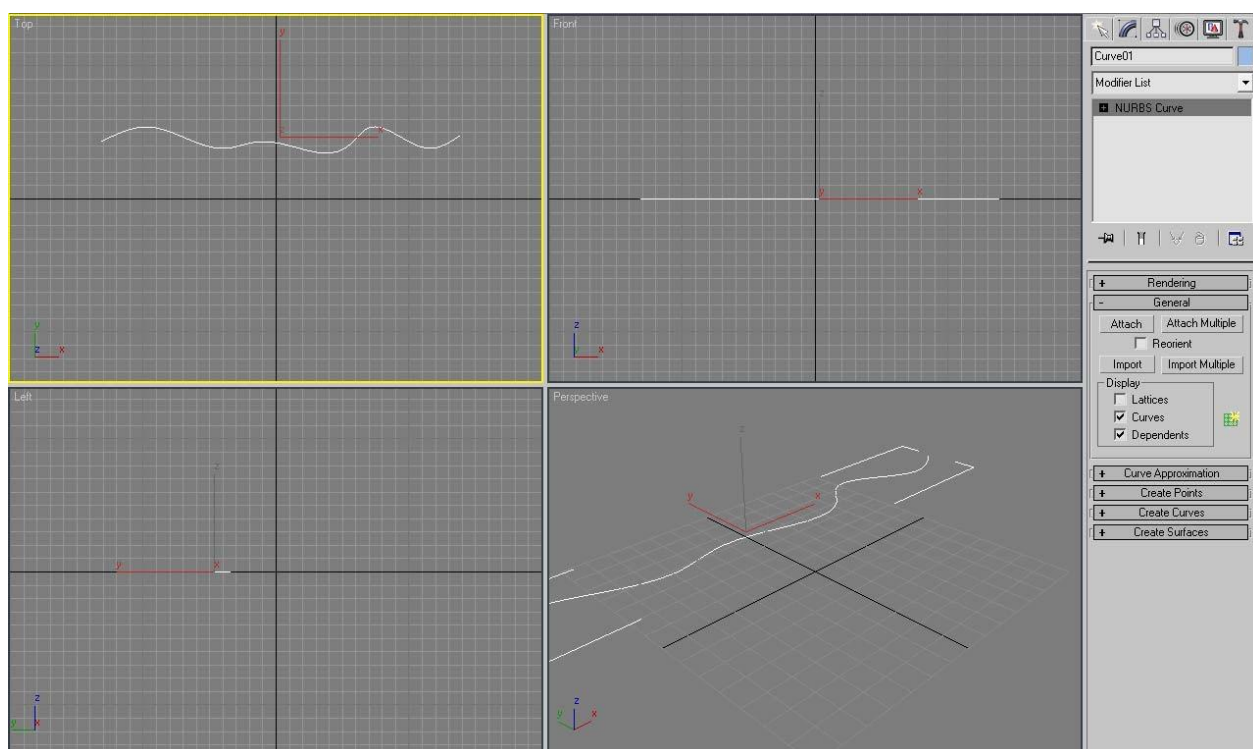 Top
y
z
x
y
z
x
Front
z
y
x
z
y
x
Left
z
y
x
z
y
x
Perspective
z
y
x
z
y
x
Curve01
Modifier List
NURBS Curve
+ Rendering
- General
Attach Attach Multiple
Reorient
Import Import Multiple
Display
Lattices
Curves
Dependents
+ Curve Approximation
+ Create Points
+ Create Curves
+ Create Surfaces